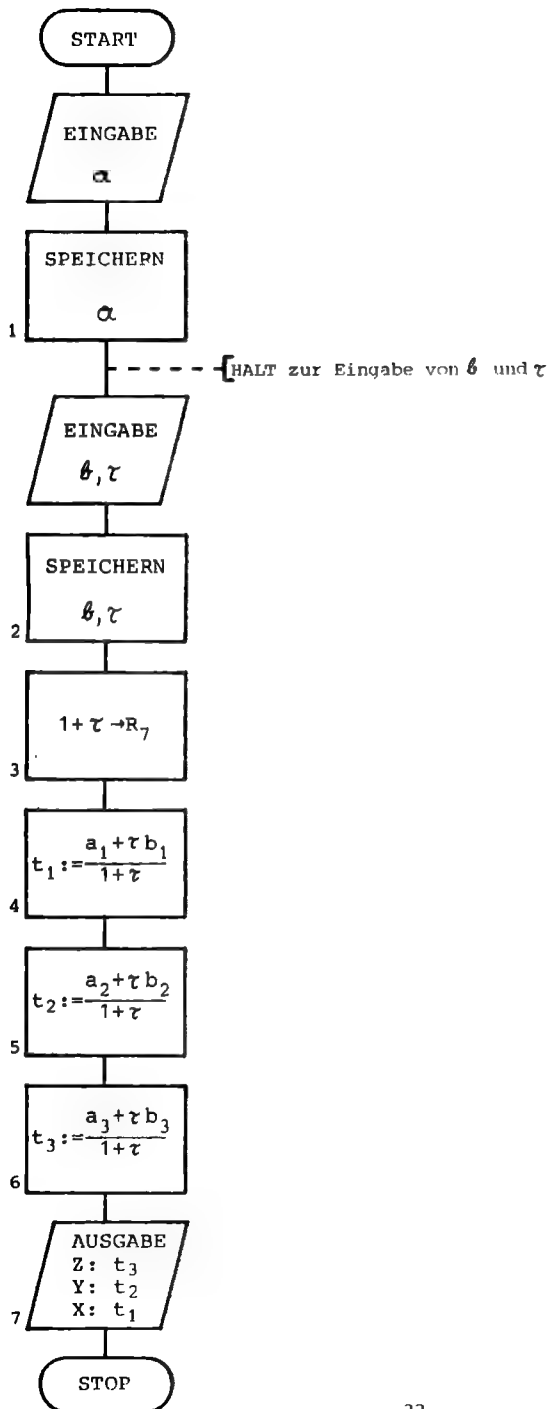 START
EINGABE
𝒶
SPEICHERN
𝒶
1
HALT zur Eingabe von 𝒷 und τ
EINGABE
𝒷, τ
SPEICHERN
𝒷, τ
2
1+ τ →R₇
3
t₁ := (a₁ + τ b₁)/(1+ τ)
4
t₂ := (a₂ + τ b₂)/(1+ τ)
5
t₃ := (a₃ + τ b₃)/(1+ τ)
6
AUSGABE
Z: t₃
Y: t₂
X: t₁
7
STOP